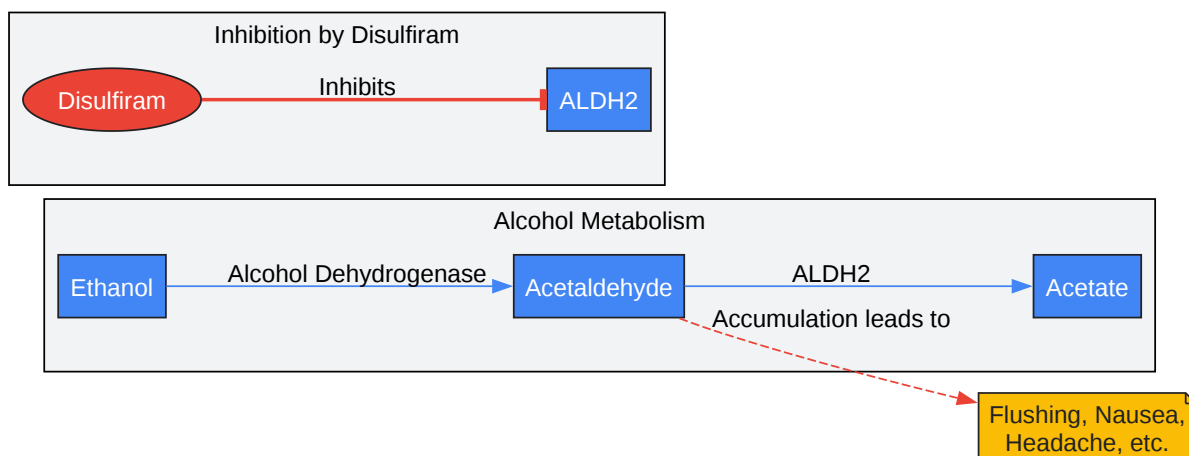 Inhibition by Disulfiram
Disulfiram
Inhibits
ALDH2
Alcohol Metabolism
Ethanol
Alcohol Dehydrogenase
Acetaldehyde
ALDH2
Acetate
Accumulation leads to
Flushing, Nausea,
Headache, etc.